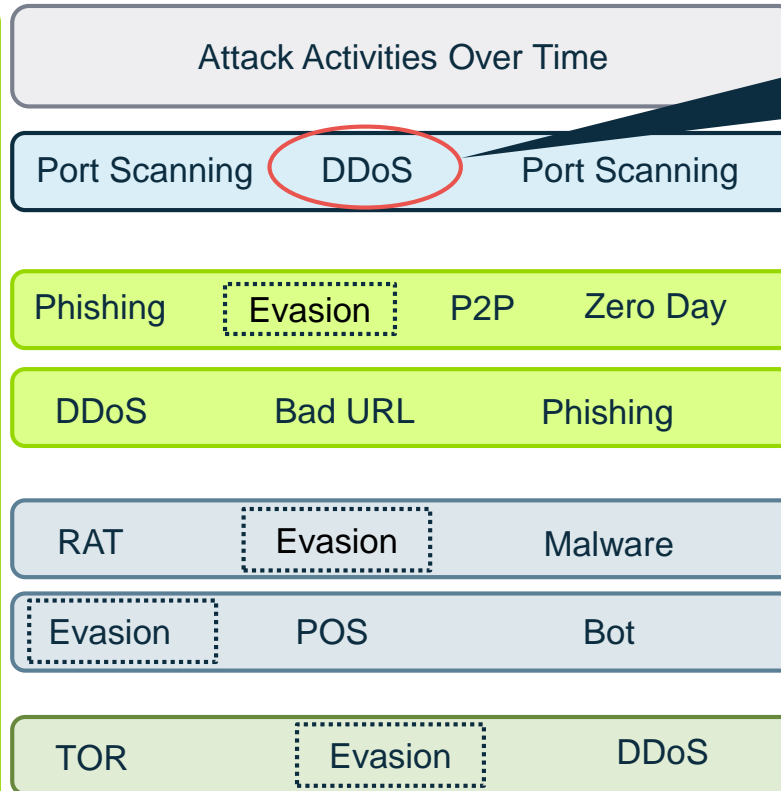 Attack Activities Over Time
Port Scanning DDoS Port Scanning
Phishing Evasion P2P Zero Day
DDoS Bad URL Phishing
RAT Evasion Malware
Evasion POS Bot
TOR Evasion DDoS